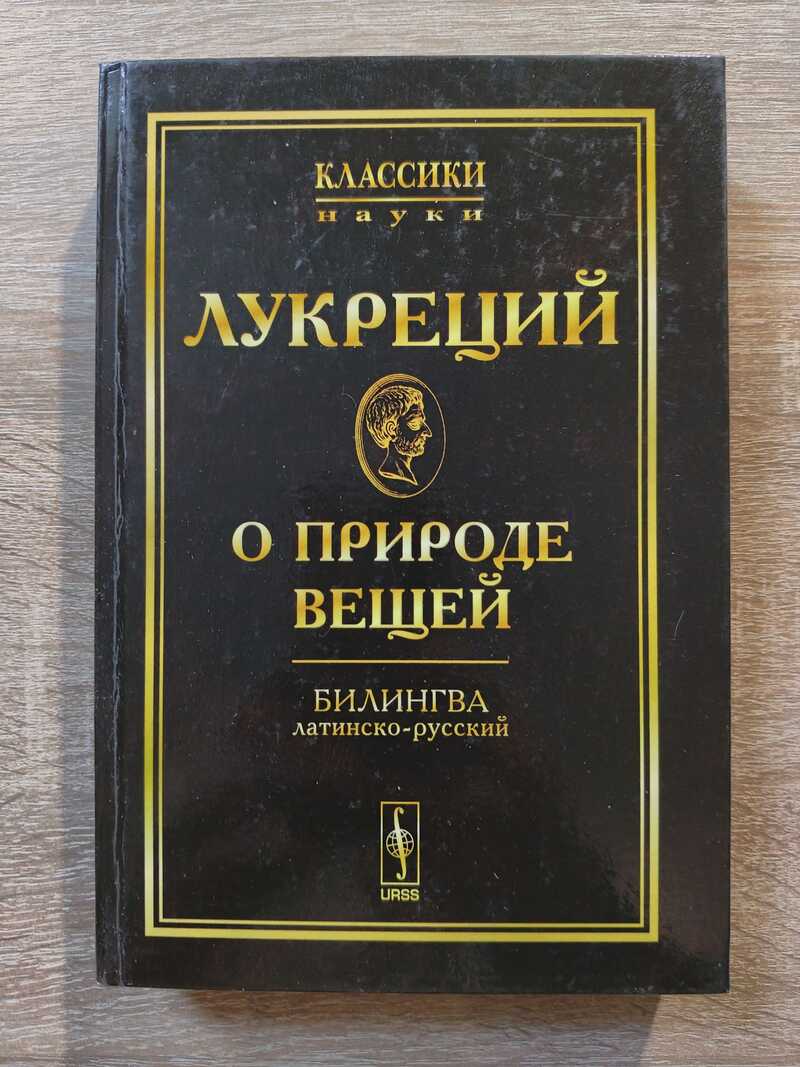 КЛАССИКИ
науки
ЛУКРЕЦИЙ
О ПРИРОДЕ
ВЕЩЕЙ
БИЛИНГВА
латинско-русский
URSS